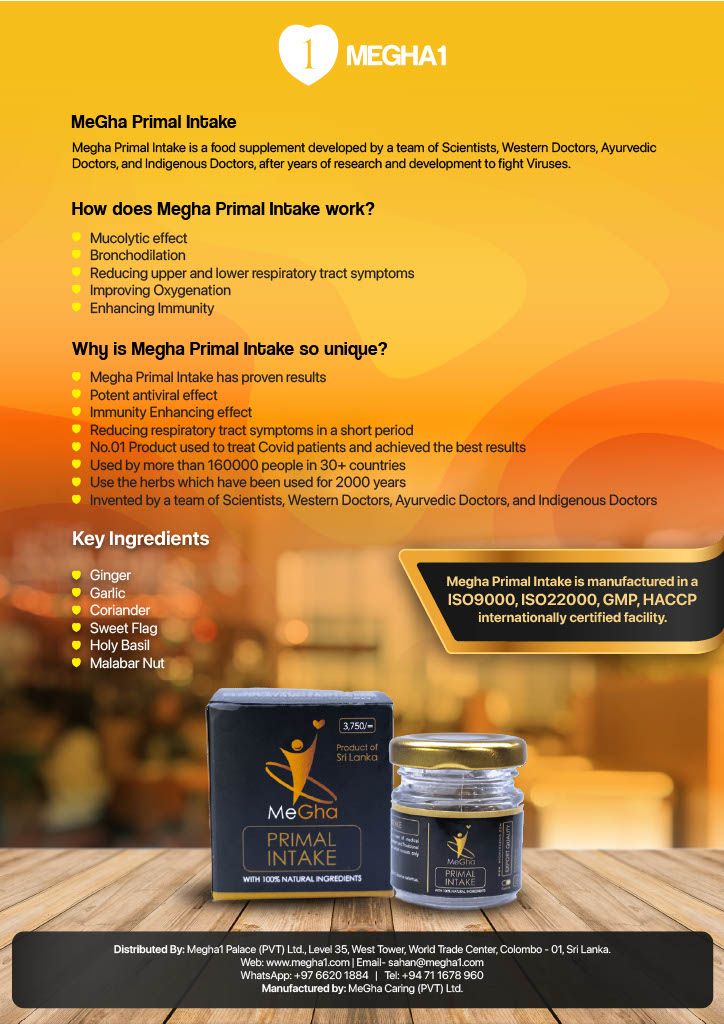 1 MEGHA1
MeGha Primal Intake
Megha Primal Intake is a food supplement developed by a team of Scientists, Western Doctors, Ayurvedic
Doctors, and Indigenous Doctors, after years of research and development to fight Viruses.
How does Megha Primal Intake work?
Mucolytic effect
Bronchodilation
Reducing upper and lower respiratory tract symptoms
Improving Oxygenation
Enhancing Immunity
Why is Megha Primal Intake so unique?
Megha Primal Intake has proven results
Potent antiviral effect
Immunity Enhancing effect
Reducing respiratory tract symptoms in a short period
No.01 Product used to treat Covid patients and achieved the best results
Used by more than 160000 people in 30+ countries
Use the herbs which have been used for 2000 years
Invented by a team of Scientists, Western Doctors, Ayurvedic Doctors, and Indigenous Doctors
Key Ingredients
Ginger
Garlic
Coriander
Sweet Flag
Holy Basil
Malabar Nut
Megha Primal Intake is manufactured in a
ISO9000, ISO22000, GMP, HACCP
internationally certified facility.
3,750/=
Product of
Sri Lanka
MeGha
PRIMAL
INTAKE
WITH 100% NATURAL INGREDIENTS
MeGha
PRIMAL
INTAKE
WITH 100% NATURAL INGREDIENTS
EXPORT QUALITY
Distributed By: Megha1 Palace (PVT) Ltd., Level 35, West Tower, World Trade Center, Colombo - 01, Sri Lanka.
Web: www.megha1.com | Email- sahan@megha1.com
WhatsApp: +97 6620 1884 | Tel: +94 71 1678 960
Manufactured by: MeGha Caring (PVT) Ltd.